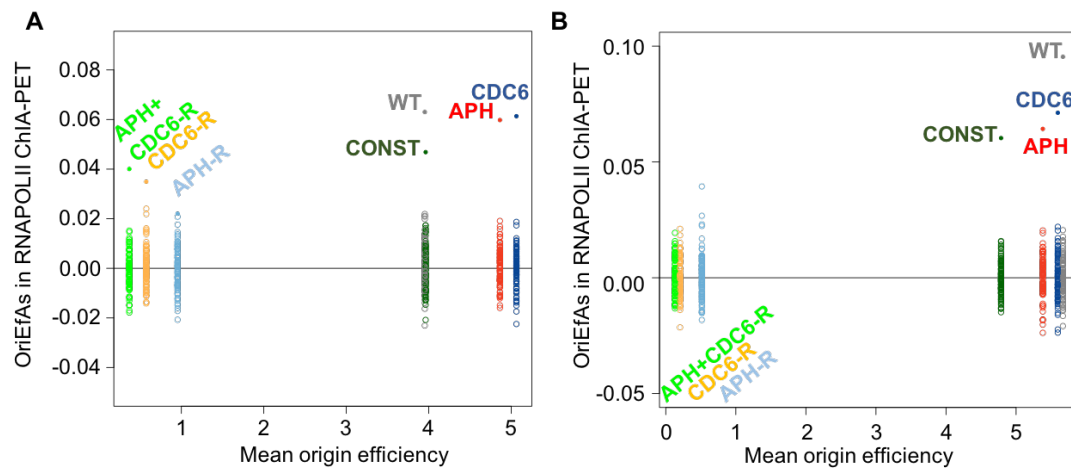 A
OriEfAs in RNAPOLII ChIA-PET
0.08
0.06
0.04
0.02
0.00
-0.02
-0.04
APH+
CDC6-R
CDC6-R
APH-R
WT
CONST
APH
CDC6
1 2 3 4 5
Mean origin efficiency
B
OriEfAs in RNAPOLII ChIA-PET
0.10
0.05
0.00
-0.05
WT
CDC6
CONST
APH
APH+CDC6-R
CDC6-R
APH-R
0 1 2 3 4 5
Mean origin efficiency